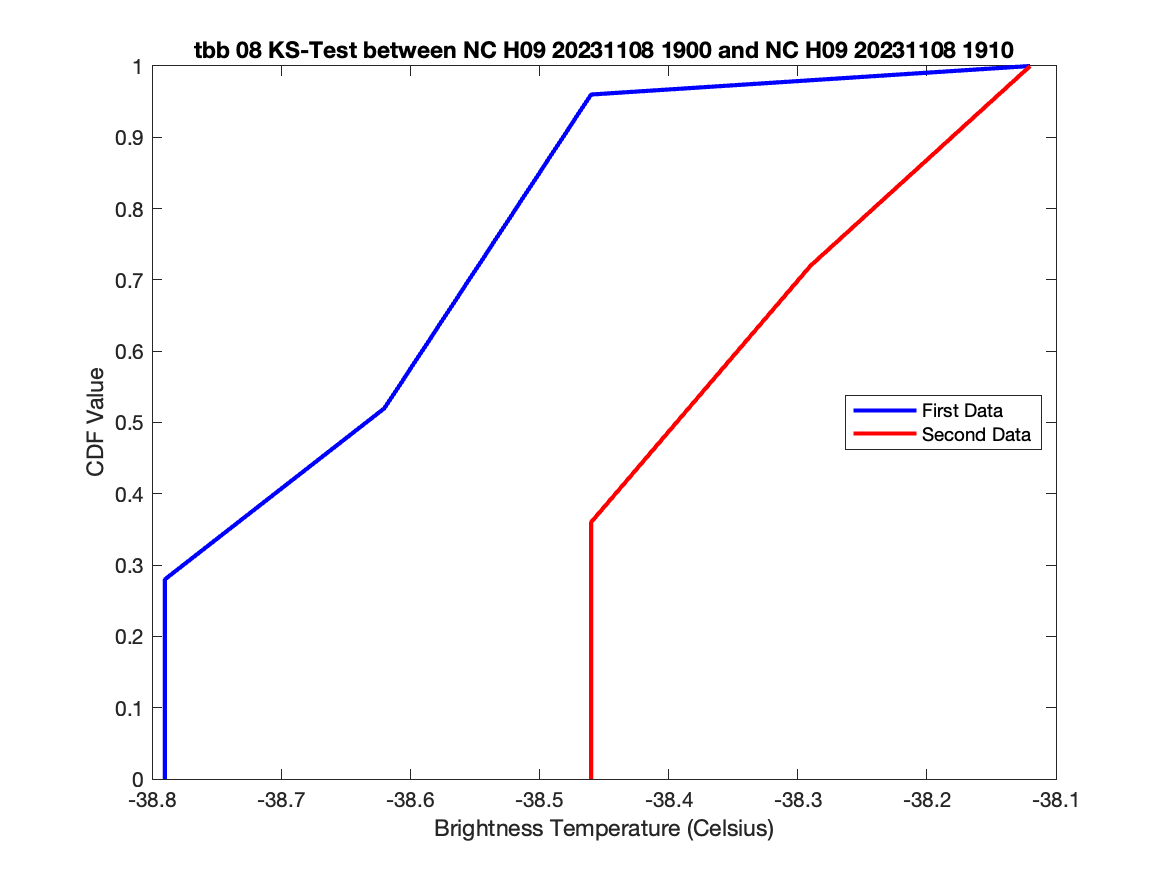 tbb 08 KS-Test between NC H09 20231108 1900 and NC H09 20231108 1910
1
0.9
0.8
0.7
0.6
0.5
0.4
0.3
0.2
0.1
0
CDF Value
First Data
Second Data
-38.8 -38.7 -38.6 -38.5 -38.4 -38.3 -38.2 -38.1
Brightness Temperature (Celsius)